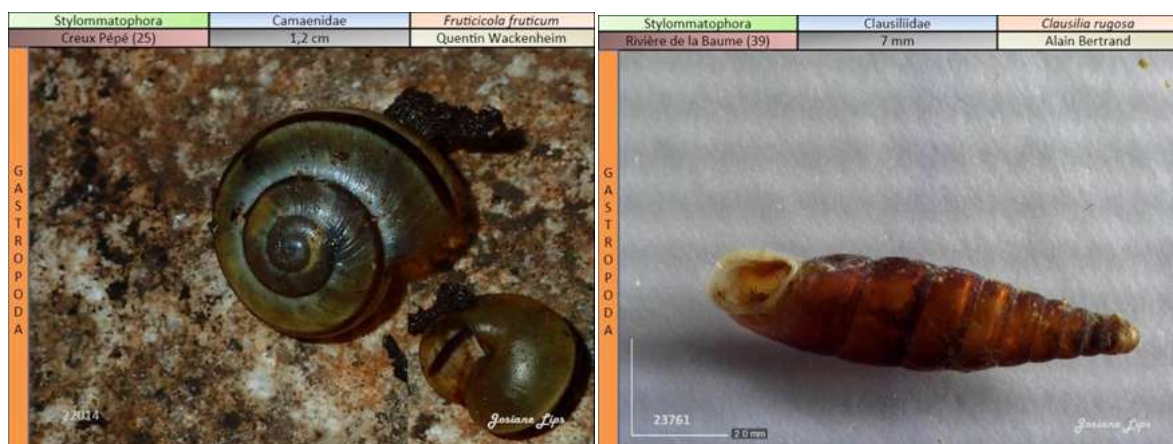 Stylommatophora Camaenidae Fruticicola fruticum
Creux Pépé (25) 1,2 cm Quentin Wackenheim
GASTROPODA
22014
Josiane Lips
Stylommatophora Clausiliidae Clausilia rugosa
Rivière de la Baume (39) 7 mm Alain Bertrand
GASTROPODA
23761
2.0 mm
Josiane Lips